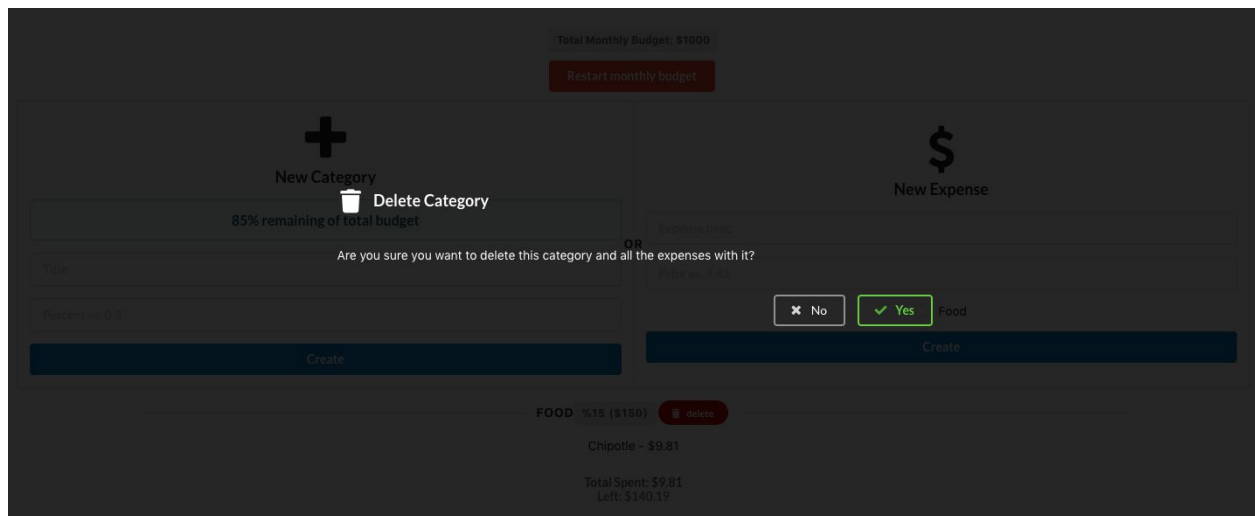 Total Monthly Budget: $1000
Restart monthly budget
New Category
85% remaining of total budget
Title
Percent ex. 0.1
Create
OR
New Expense
Expense desc.
Price ex. 4.45
Food
Create
Delete Category
Are you sure you want to delete this category and all the expenses with it?
No
Yes
FOOD %15 ($150) delete
Chipotle - $9.81
Total Spent: $9.81
Left: $140.19